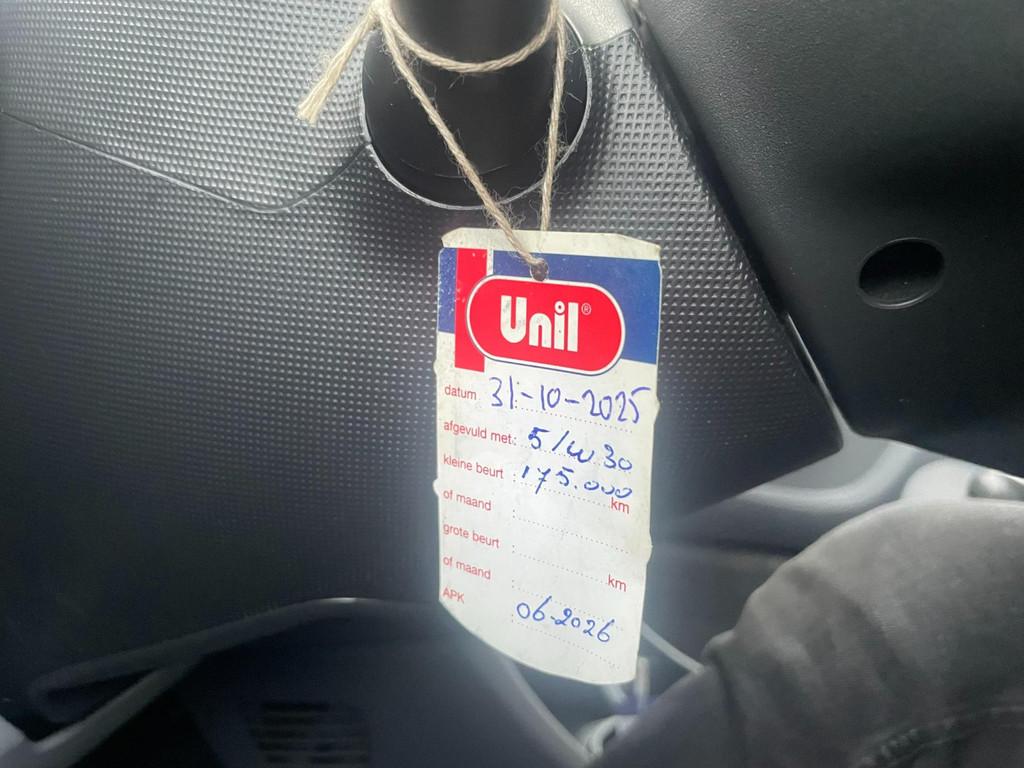 Unil®
datum 31-10-2025
afgevuld met: 5/W 30
kleine beurt : 175.000 km
of maand :
grote beurt : km
of maand :
APK : 06-2026